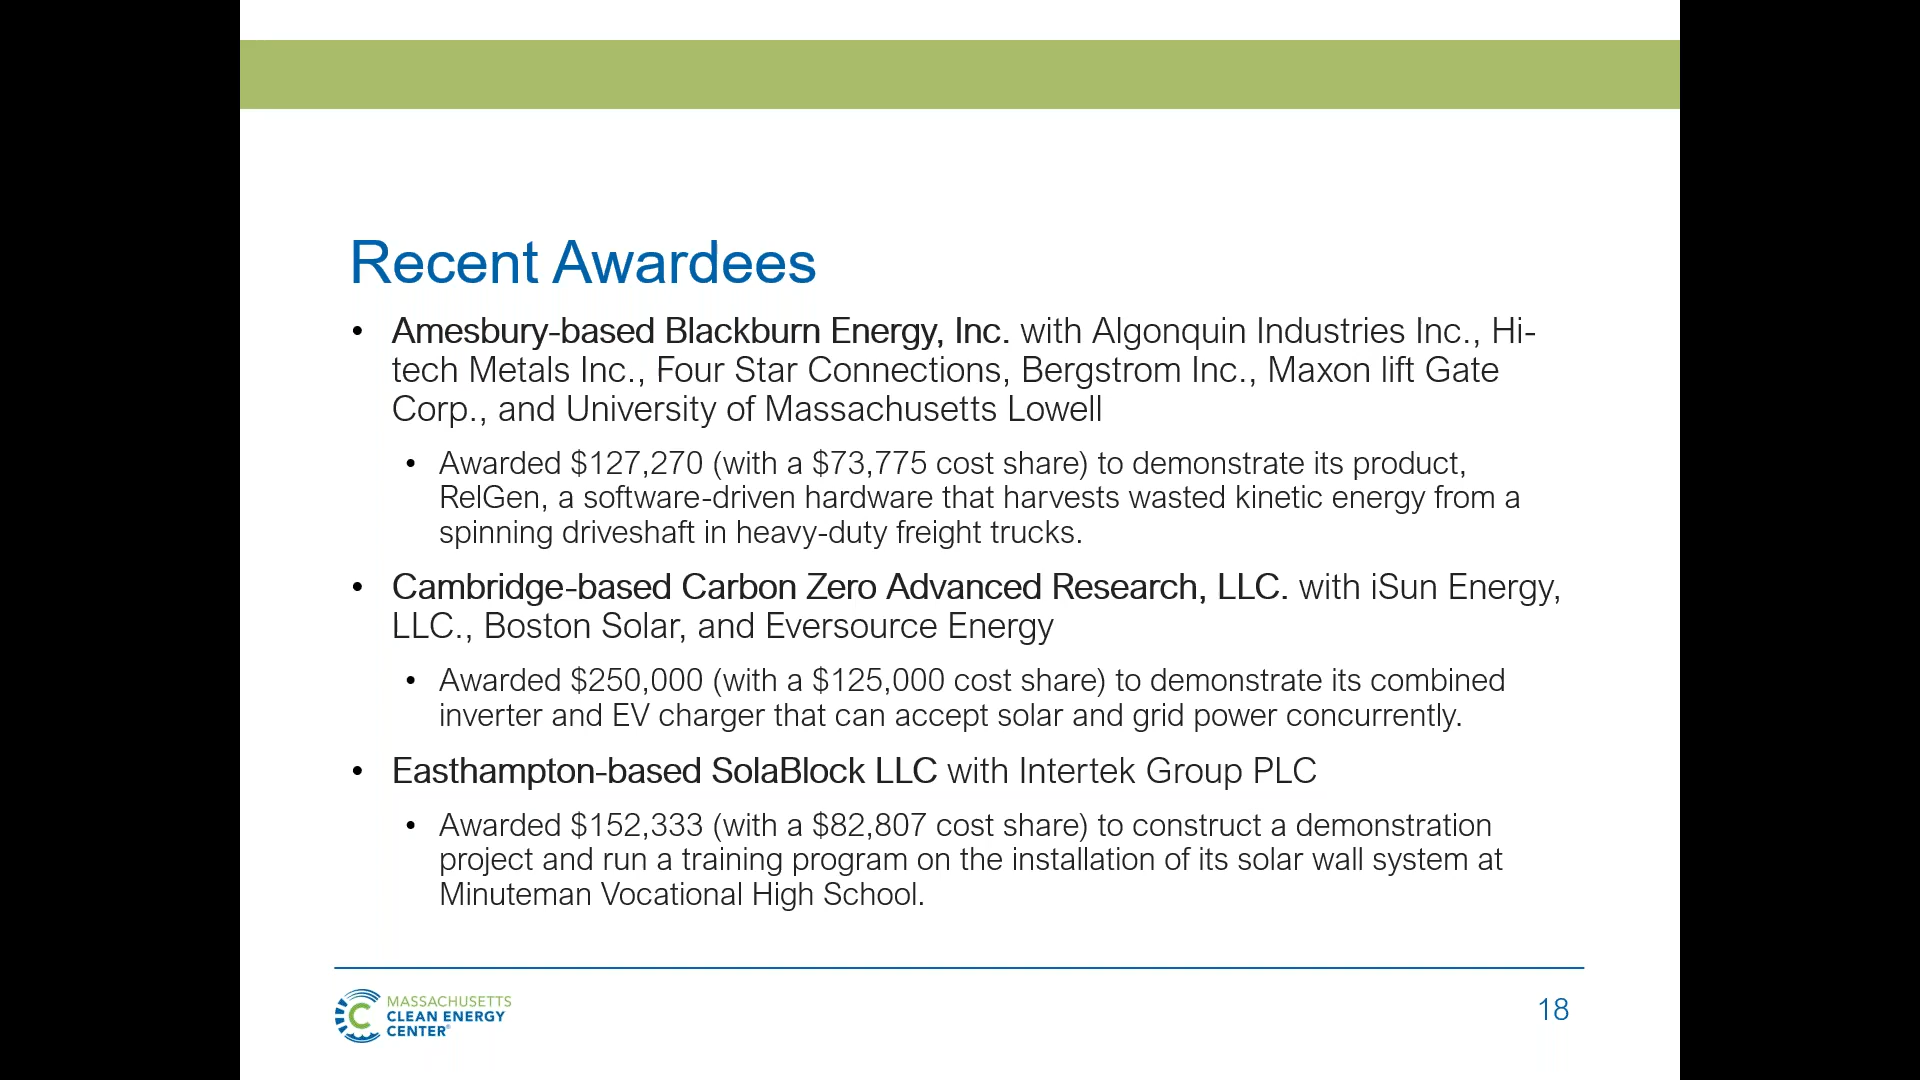 Recent Awardees
• Amesbury-based Blackburn Energy, Inc. with Algonquin Industries Inc., Hi-
tech Metals Inc., Four Star Connections, Bergstrom Inc., Maxon lift Gate
Corp., and University of Massachusetts Lowell
• Awarded $127,270 (with a $73,775 cost share) to demonstrate its product,
RelGen, a software-driven hardware that harvests wasted kinetic energy from a
spinning driveshaft in heavy-duty freight trucks.
• Cambridge-based Carbon Zero Advanced Research, LLC. with iSun Energy,
LLC., Boston Solar, and Eversource Energy
• Awarded $250,000 (with a $125,000 cost share) to demonstrate its combined
inverter and EV charger that can accept solar and grid power concurrently.
• Easthampton-based SolaBlock LLC with Intertek Group PLC
• Awarded $152,333 (with a $82,807 cost share) to construct a demonstration
project and run a training program on the installation of its solar wall system at
Minuteman Vocational High School.
MASSACHUSETTS
CLEAN ENERGY
CENTER®
18